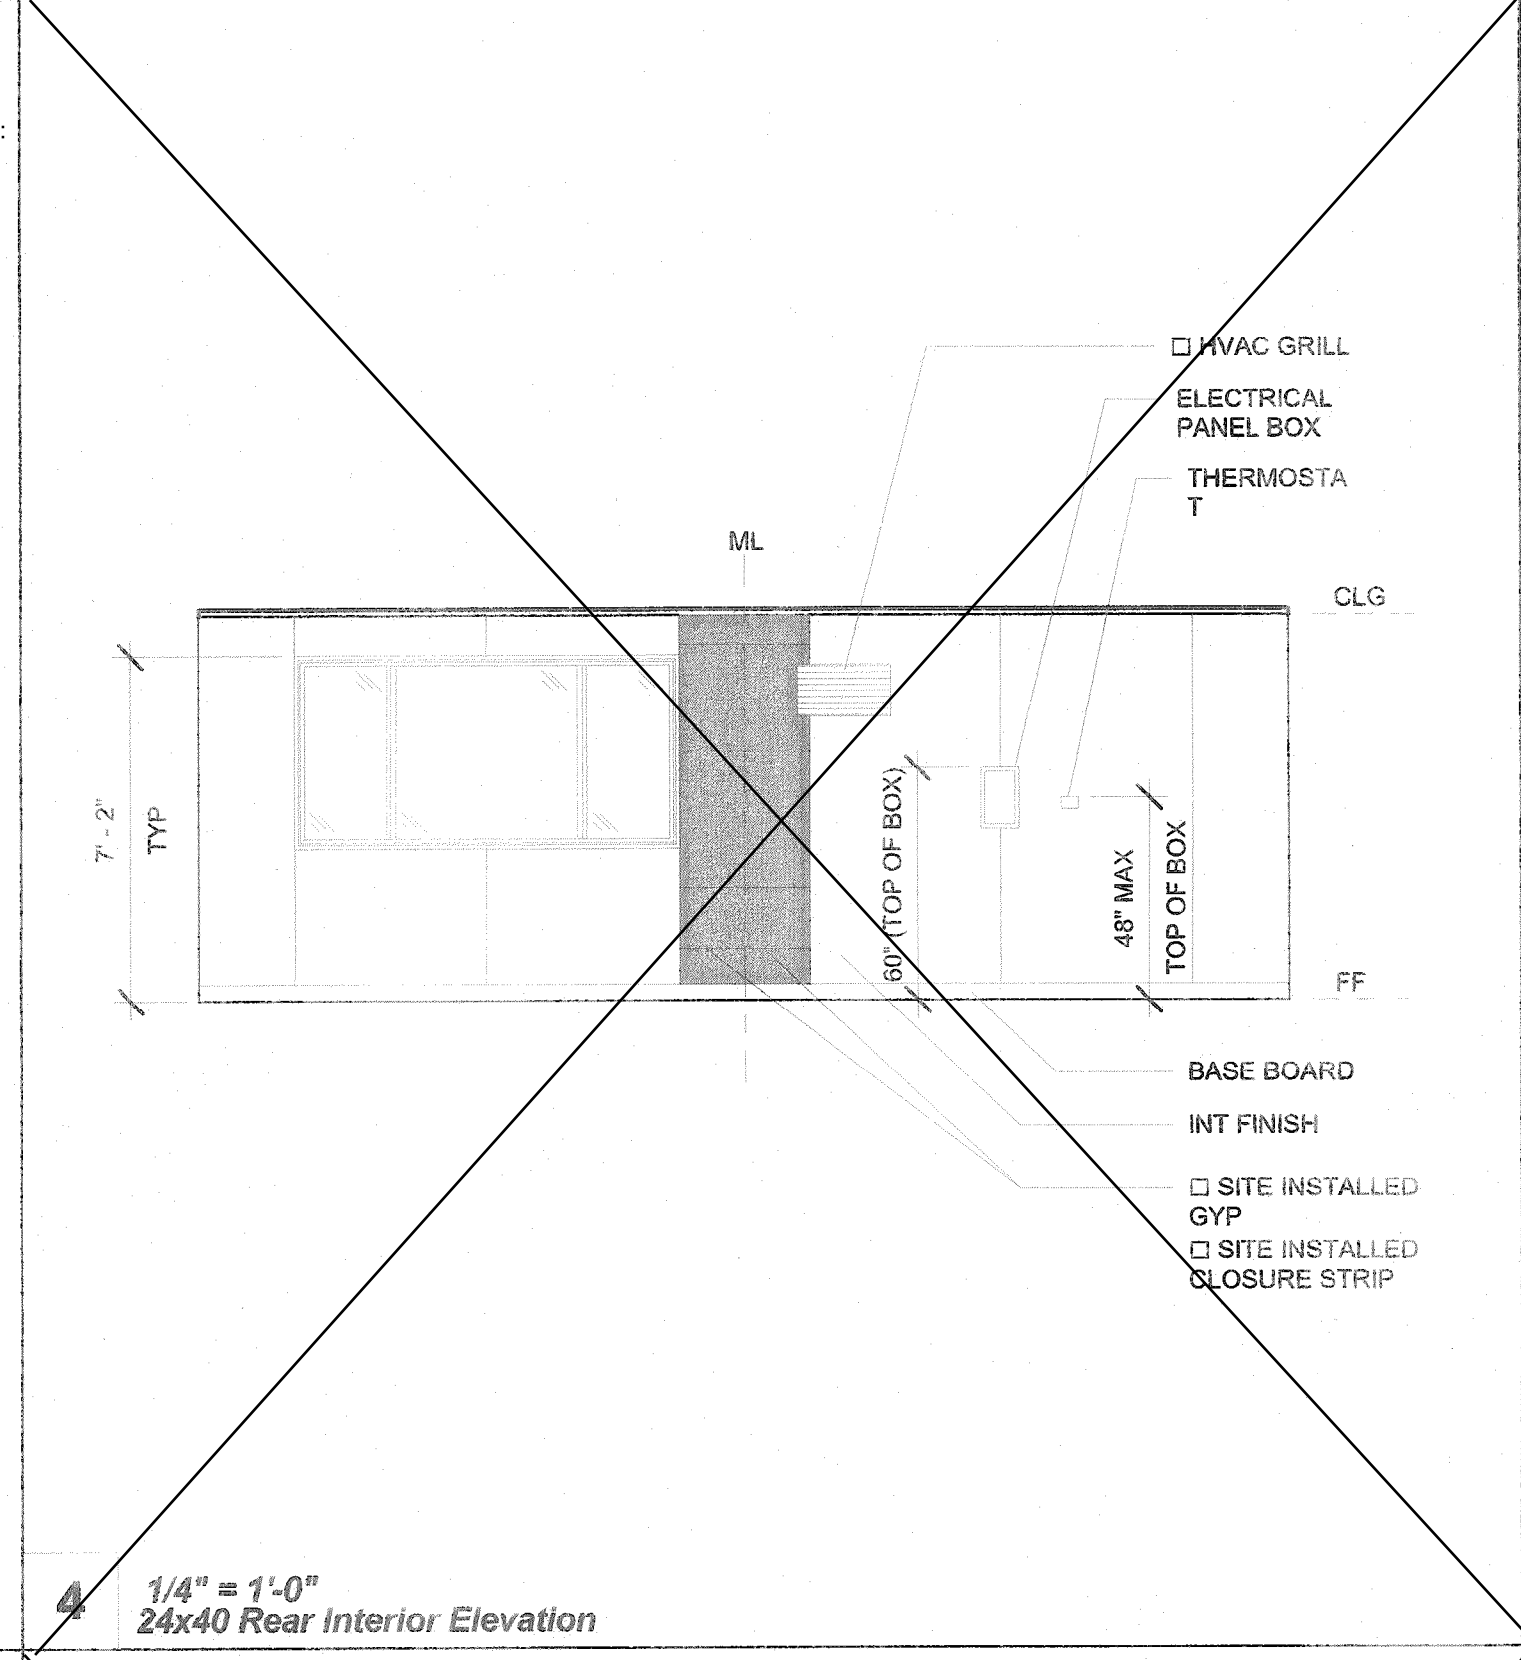 □ HVAC GRILL
ELECTRICAL
PANEL BOX
THERMOSTA
T
ML
CLG
7' - 2"
TYP
60" (TOP OF BOX)
48" MAX
TOP OF BOX
FF
BASE BOARD
INT FINISH
□ SITE INSTALLED
GYP
□ SITE INSTALLED
CLOSURE STRIP
4
1/4" = 1'-0"
24x40 Rear Interior Elevation